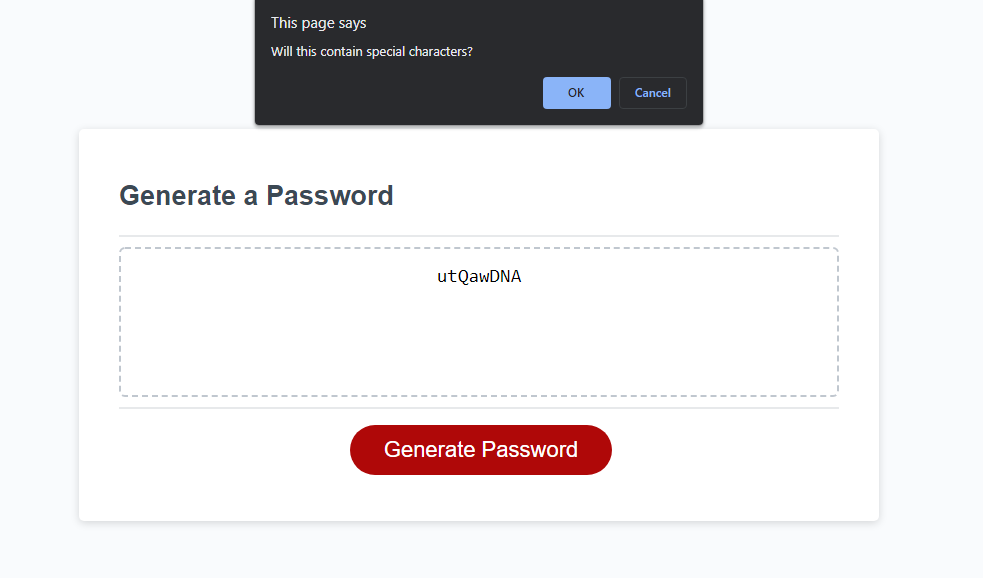 This page says
Will this contain special characters?
OK Cancel
Generate a Password
utQawDNA
Generate Password